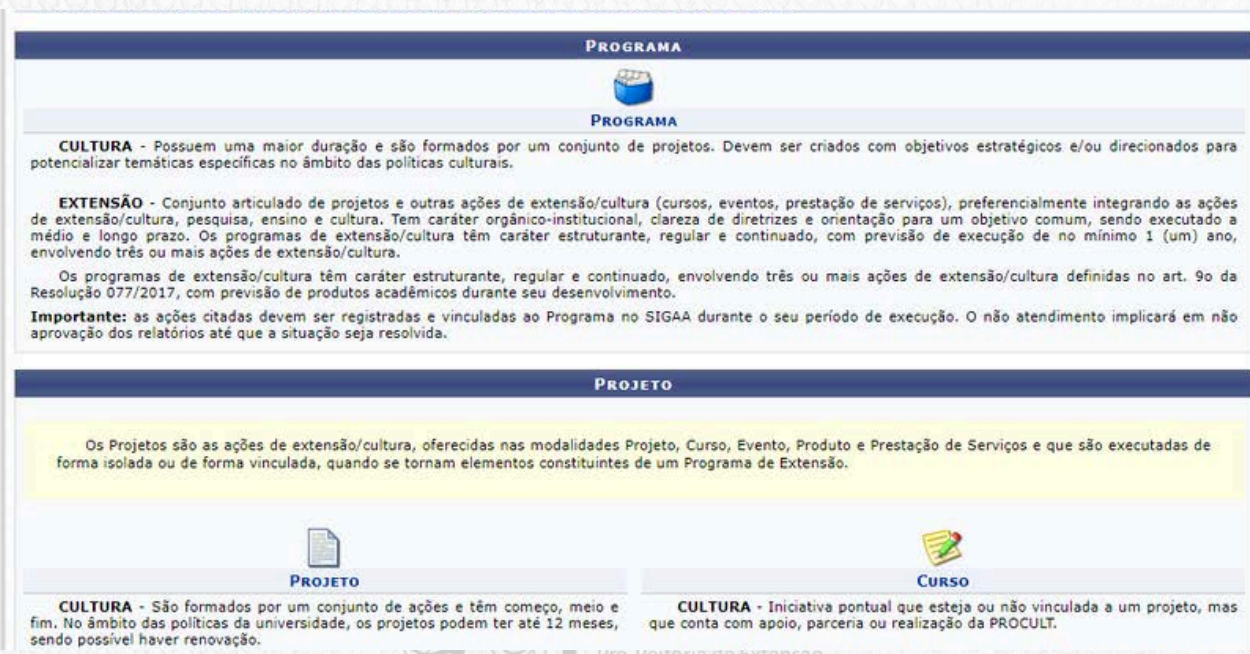 PROGRAMA
PROGRAMA
CULTURA - Possuem uma maior duração e são formados por um conjunto de projetos. Devem ser criados com objetivos estratégicos e/ou direcionados para
potencializar temáticas específicas no âmbito das políticas culturais.
EXTENSÃO - Conjunto articulado de projetos e outras ações de extensão/cultura (cursos, eventos, prestação de serviços), preferencialmente integrando as ações
de extensão/cultura, pesquisa, ensino e cultura. Tem caráter orgânico-institucional, clareza de diretrizes e orientação para um objetivo comum, sendo executado a
médio e longo prazo. Os programas de extensão/cultura têm caráter estruturante, regular e continuado, com previsão de execução de no mínimo 1 (um) ano,
envolvendo três ou mais ações de extensão/cultura.
Os programas de extensão/cultura têm caráter estruturante, regular e continuado, envolvendo três ou mais ações de extensão/cultura definidas no art. 9o da
Resolução 077/2017, com previsão de produtos acadêmicos durante seu desenvolvimento.
Importante: as ações citadas devem ser registradas e vinculadas ao Programa no SIGAA durante o seu período de execução. O não atendimento implicará em não
aprovação dos relatórios até que a situação seja resolvida.
PROJETO
Os Projetos são as ações de extensão/cultura, oferecidas nas modalidades Projeto, Curso, Evento, Produto e Prestação de Serviços e que são executadas de
forma isolada ou de forma vinculada, quando se tornam elementos constituintes de um Programa de Extensão.
PROJETO
CULTURA - São formados por um conjunto de ações e têm começo, meio e
fim. No âmbito das políticas da universidade, os projetos podem ter até 12 meses,
sendo possível haver renovação.
CURSO
CULTURA - Iniciativa pontual que esteja ou não vinculada a um projeto, mas
que conta com apoio, parceria ou realização da PROCULT.